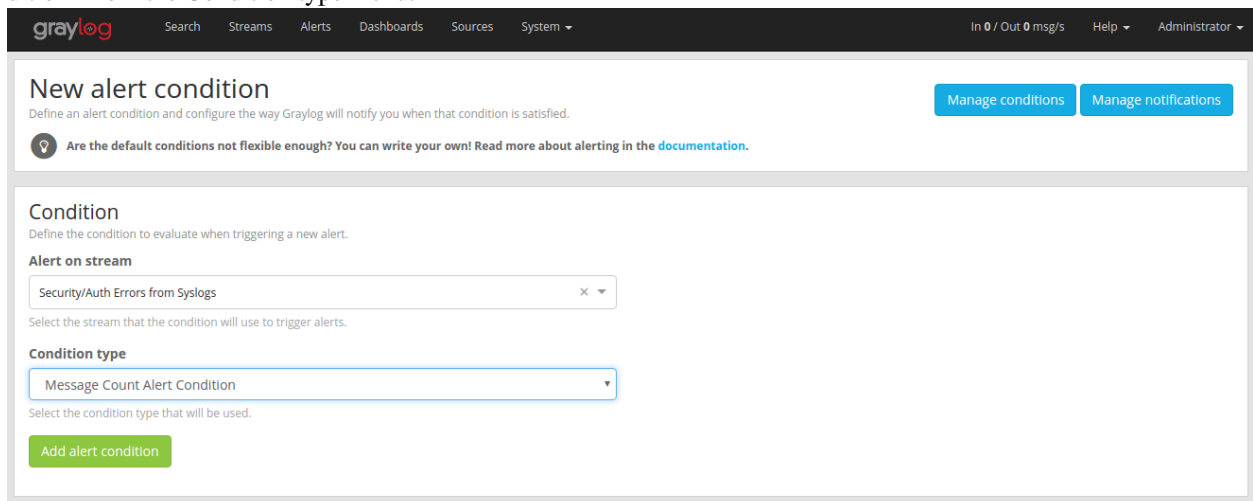 graylog Search Streams Alerts Dashboards Sources System In 0 / Out 0 msg/s Help Administrator
New alert condition
Define an alert condition and configure the way Graylog will notify you when that condition is satisfied.
Manage conditions Manage notifications
Are the default conditions not flexible enough? You can write your own! Read more about alerting in the documentation.
Condition
Define the condition to evaluate when triggering a new alert.
Alert on stream
Security/Auth Errors from Syslogs
Select the stream that the condition will use to trigger alerts.
Condition type
Message Count Alert Condition
Select the condition type that will be used.
Add alert condition